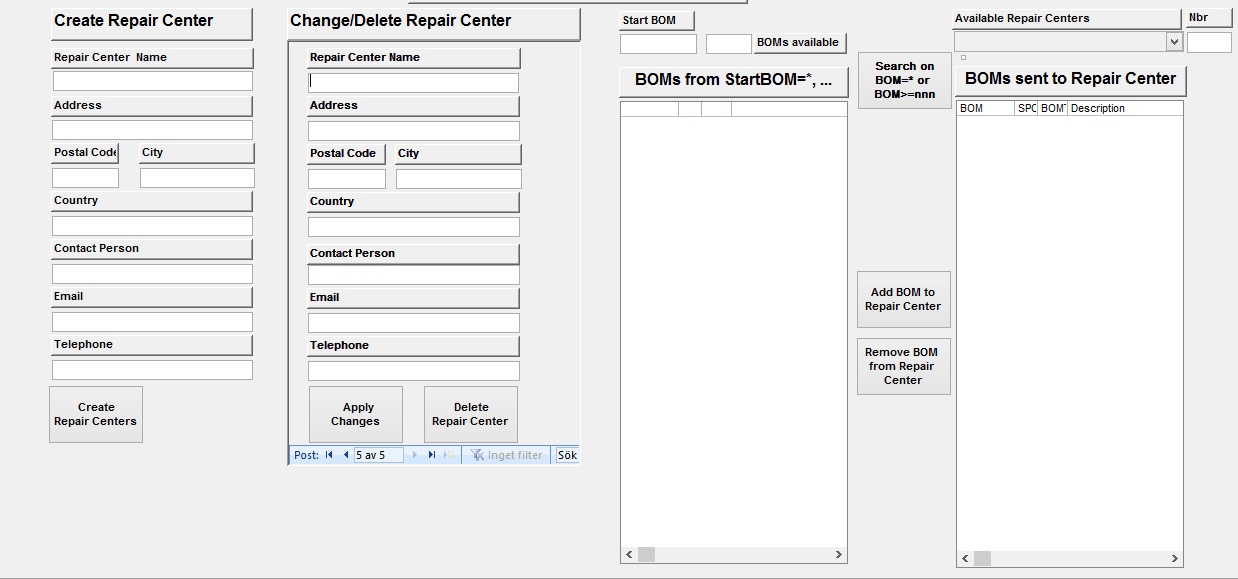 Create Repair Center
Repair Center  Name
Address
Postal Code
City
Country
Contact Person
Email
Telephone
Create
Repair Centers
Change/Delete Repair Center
Repair Center Name
Address
Postal Code
City
Country
Contact Person
Email
Telephone
Apply
Changes
Delete
Repair Center
Post:
5 av 5
Inget filter
Sök
Start BOM
BOMs available
BOMs from StartBOM=*, ...
Search on
BOM=* or
BOM>=nnn
Add BOM to
Repair Center
Remove BOM
from Repair
Center
Available Repair Centers
Nbr
BOMs sent to Repair Center
BOM SPC BOMT Description